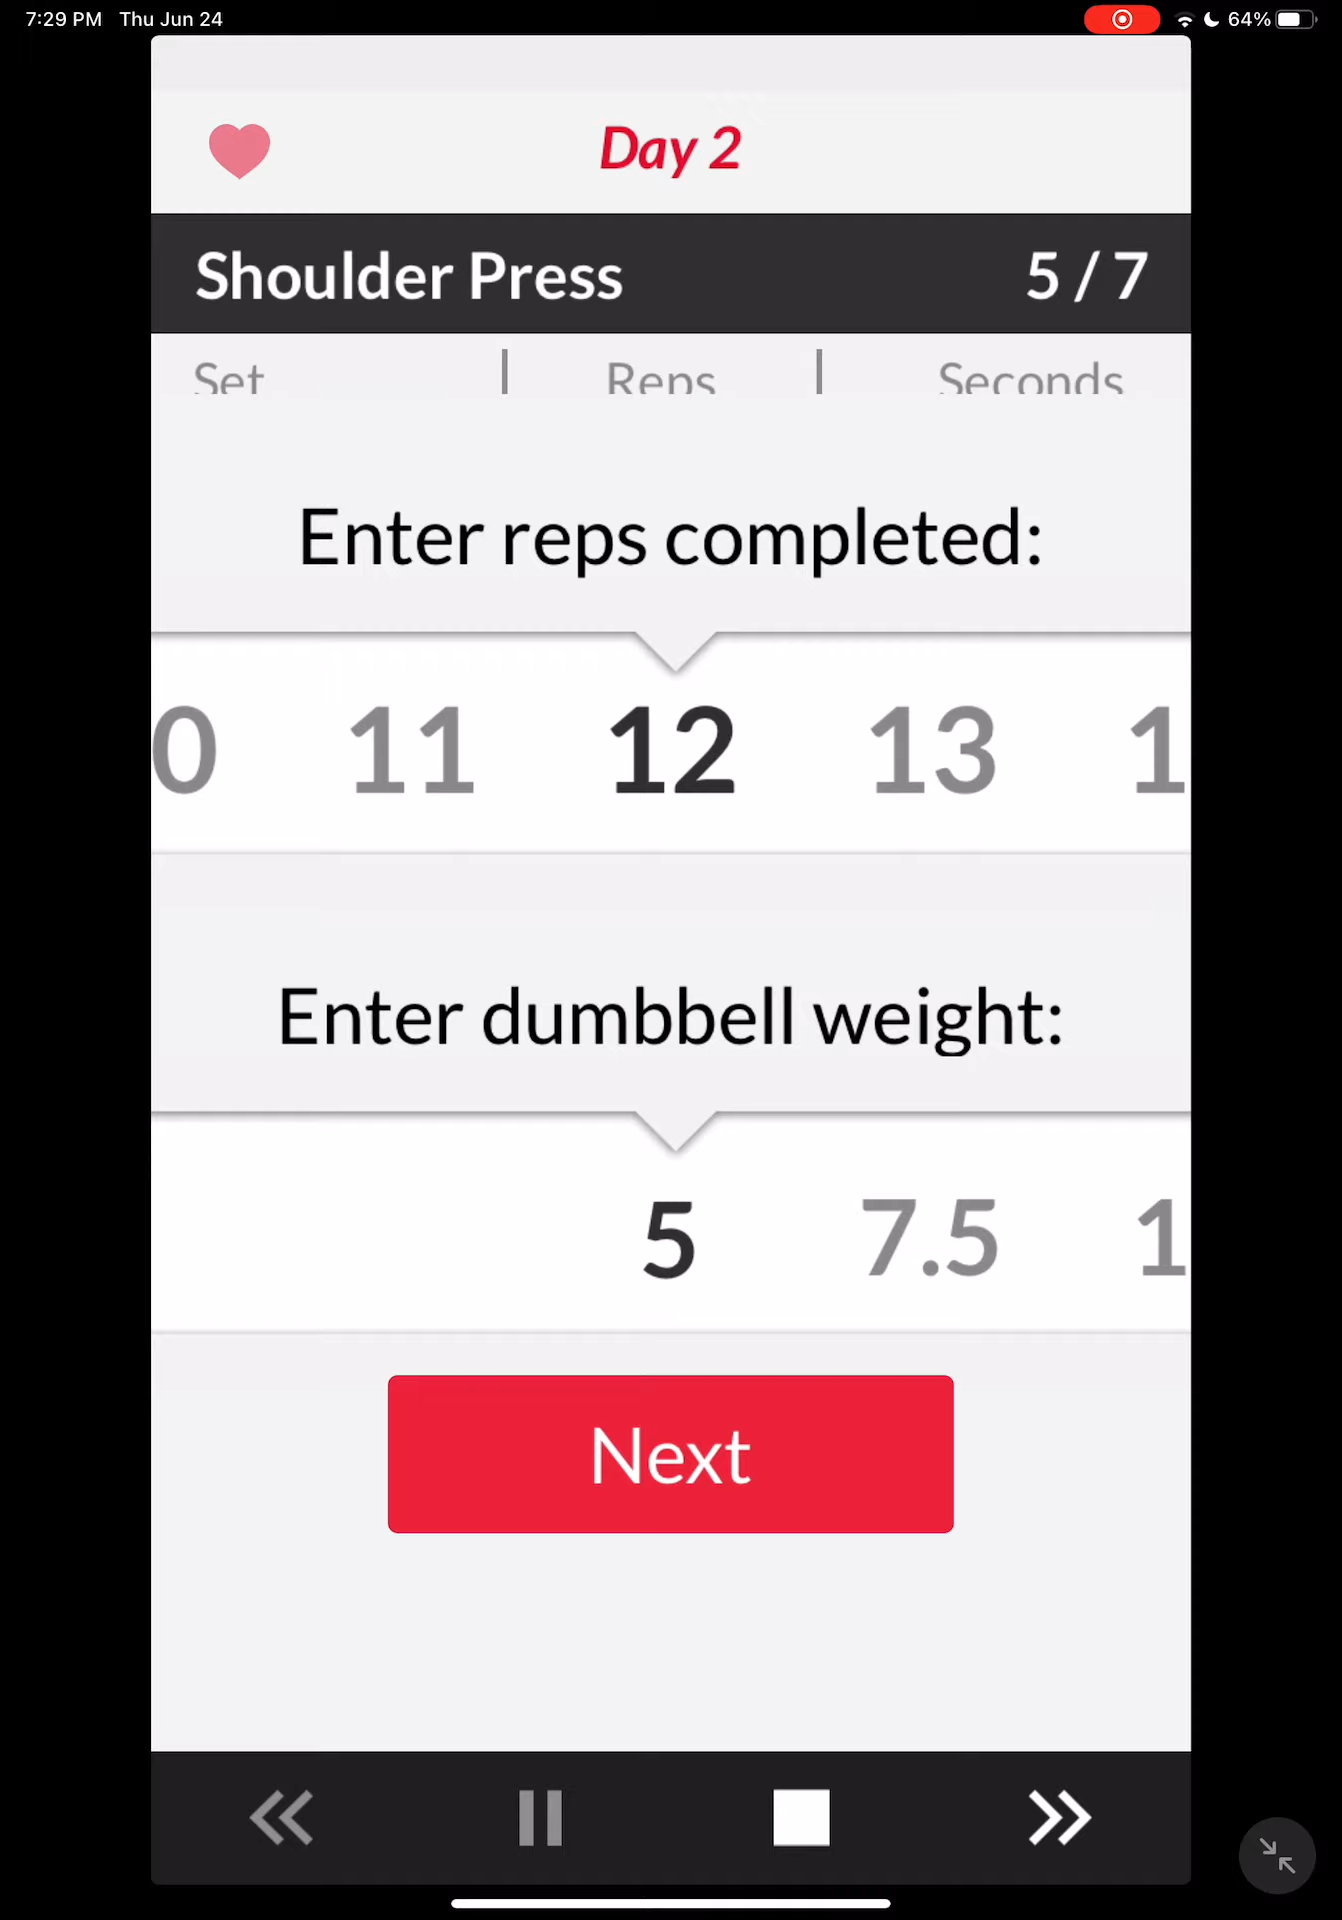 7:29 PM Thu Jun 24 64%
Day 2
Shoulder Press 5 / 7
Set | Reps | Seconds
Enter reps completed:
0 11 12 13 1
Enter dumbbell weight:
5 7.5 1
Next